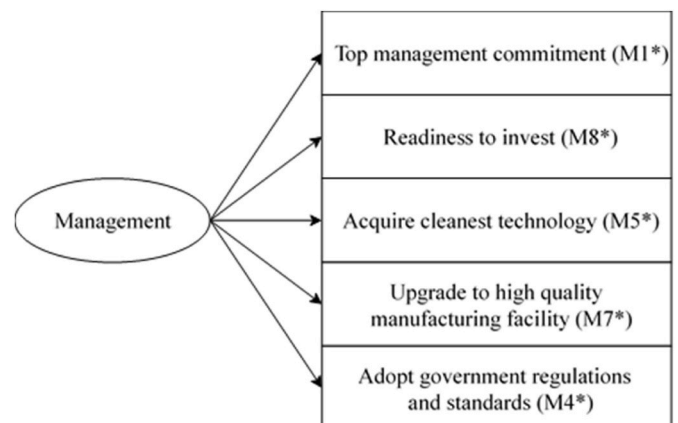 Top management commitment (M1*)
Readiness to invest (M8*)
Management
Acquire cleanest technology (M5*)
Upgrade to high quality
manufacturing facility (M7*)
Adopt government regulations
and standards (M4*)